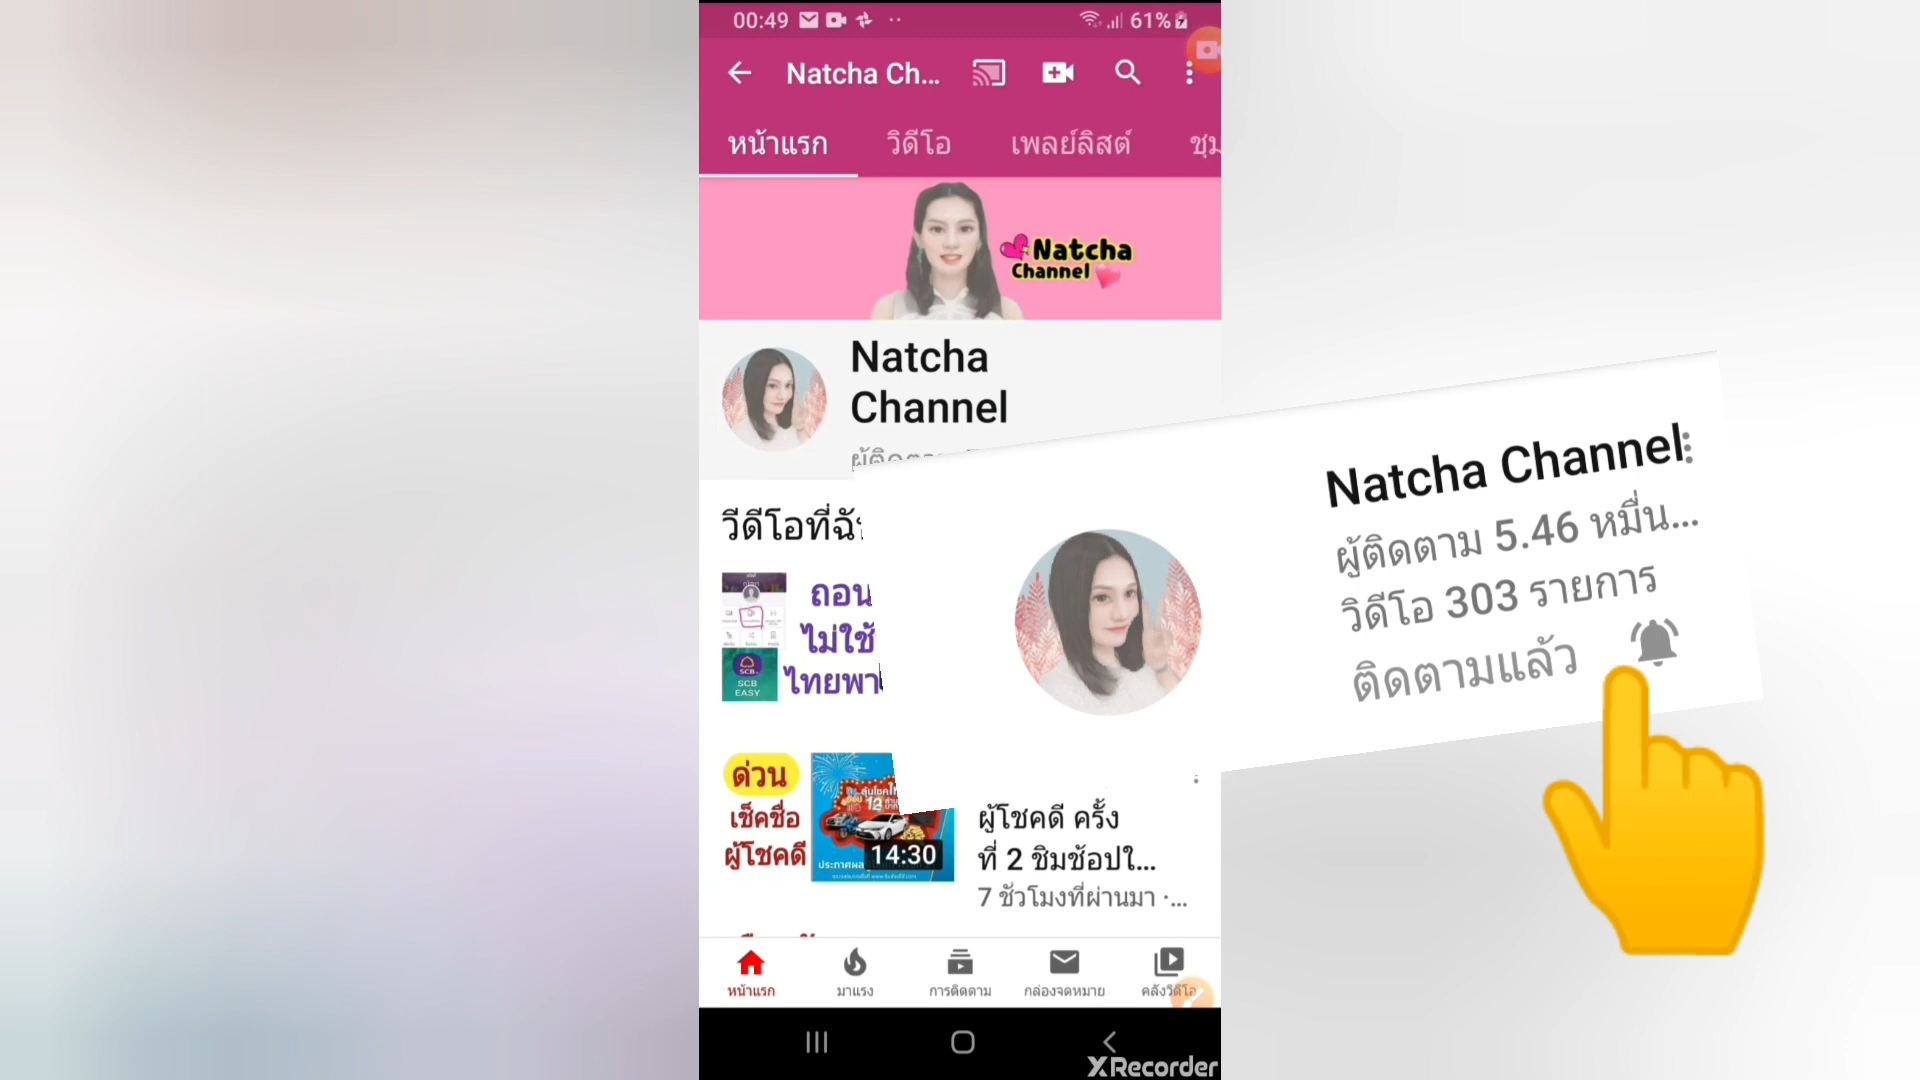 00:49
61%
Natcha Ch...
หน้าแรก
วิดีโอ
เพลย์ลิสต์
ชุม
Natcha
Channel
Natcha
Channel
Natcha Channel
ผู้ติดตาม 5.46 หมื่น...
วิดีโอ 303 รายการ
ติดตามแล้ว
วีดีโอที่ฉั
ถอน
ไม่ใช้
ไทยพา
SCB
SCB
EASY
ด่วน
เช็คชื่อ
ผู้โชคดี
14:30
ผู้โชคดี ครั้ง
ที่ 2 ชิมช้อปใ...
7 ชั่วโมงที่ผ่านมา ·...
หน้าแรก
มาแรง
การติดตาม
กล่องจดหมาย
คลังวิดีโอ
XRecorder